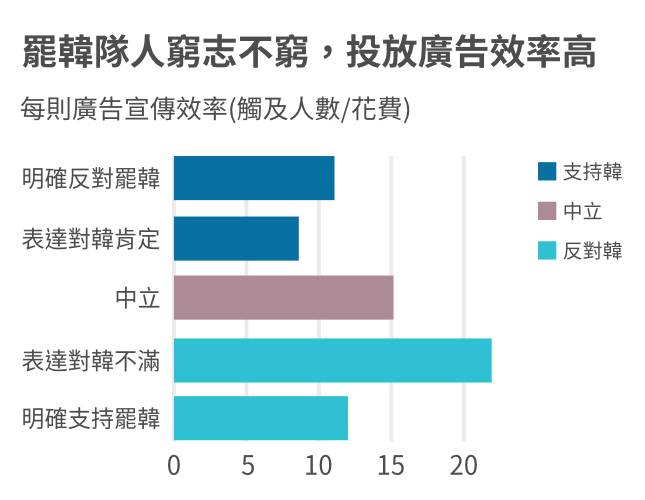 罷韓隊人窮志不窮，投放廣告效率高
每則廣告宣傳效率(觸及人數/花費)
明確反對罷韓
表達對韓肯定
中立
表達對韓不滿
明確支持罷韓
0 5 10 15 20
支持韓
中立
反對韓